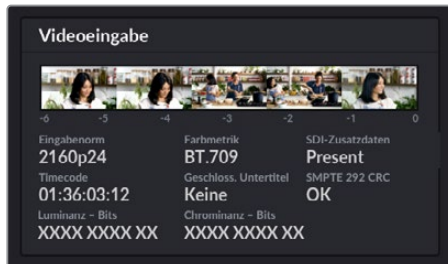 Videoeingabe
-6 -5 -4 -3 -2 -1 0
Eingabenorm Farbmetrik SDI-Zusatzdaten
2160p24 BT.709 Present
Timecode Geschloss. Untertitel SMPTE 292 CRC
01:36:03:12 Keine OK
Luminanz – Bits Chrominanz – Bits
XXXX XXXX XX XXXX XXXX XX